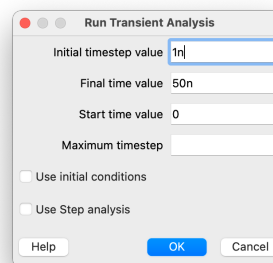 Run Transient Analysis
Initial timestep value 1n
Final time value 50n
Start time value 0
Maximum timestep
Use initial conditions
Use Step analysis
Help OK Cancel